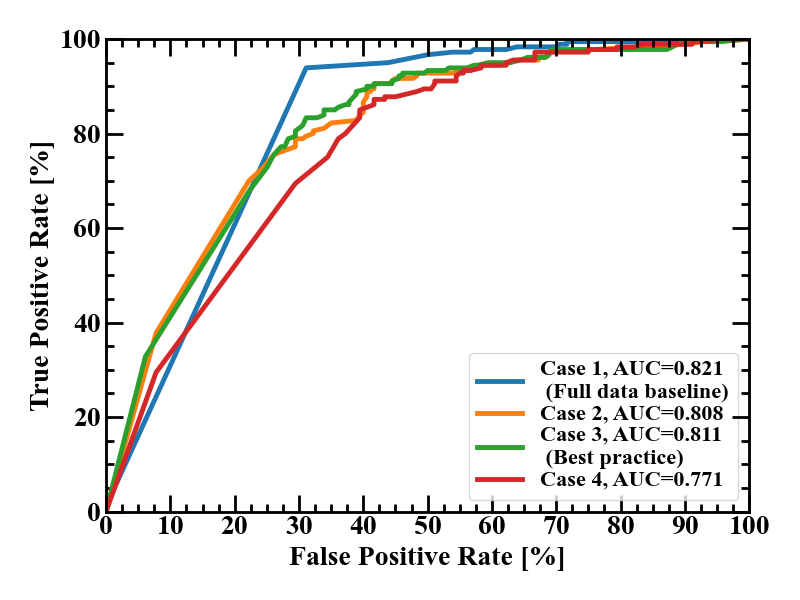 100
80
60
40
20
0
True Positive Rate [%]
Case 1, AUC=0.821
(Full data baseline)
Case 2, AUC=0.808
Case 3, AUC=0.811
(Best practice)
Case 4, AUC=0.771
0 10 20 30 40 50 60 70 80 90 100
False Positive Rate [%]